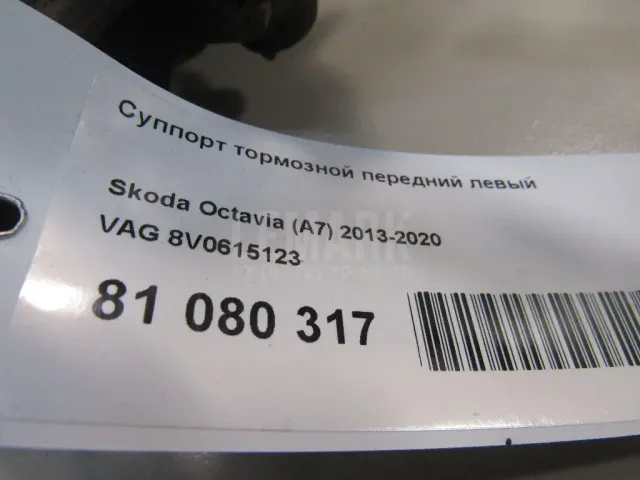 Суппорт тормозной передний левый
Skoda Octavia (A7) 2013-2020
VAG 8V0615123
81 080 317